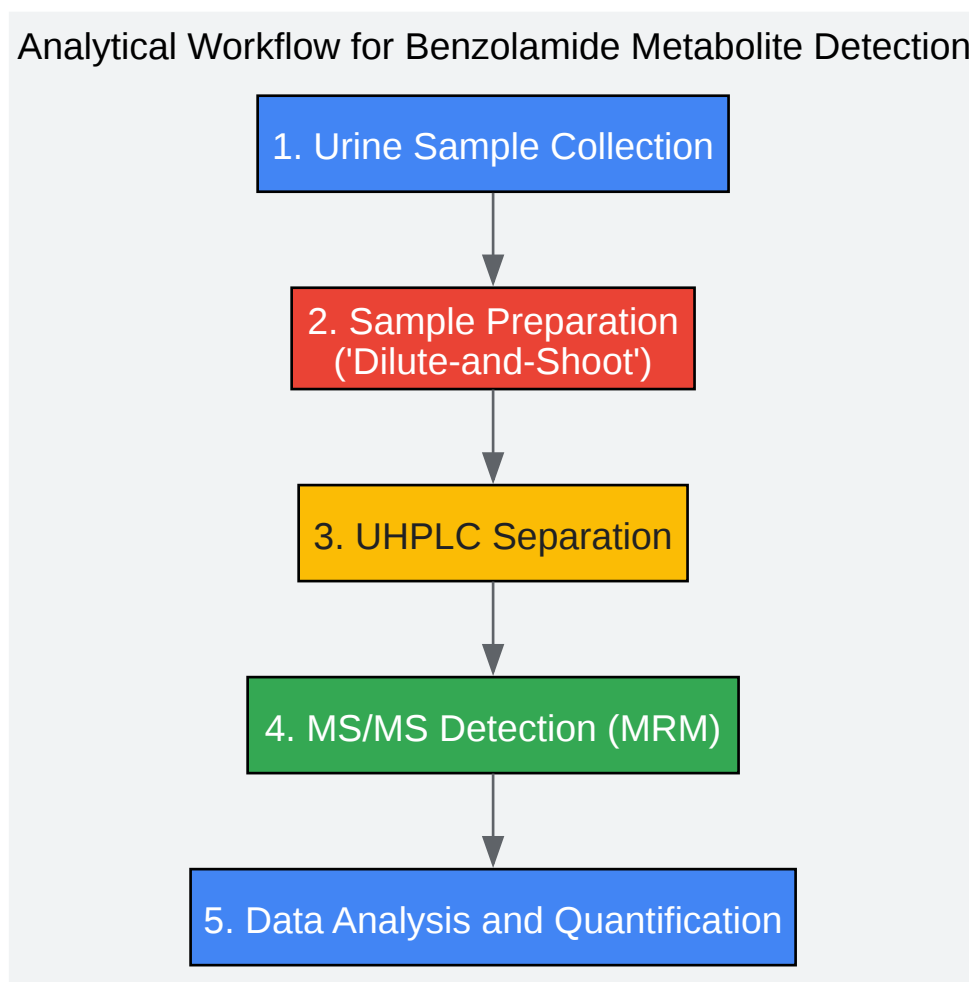 Analytical Workflow for Benzolamide Metabolite Detection
1. Urine Sample Collection
2. Sample Preparation
('Dilute-and-Shoot')
3. UHPLC Separation
4. MS/MS Detection (MRM)
5. Data Analysis and Quantification